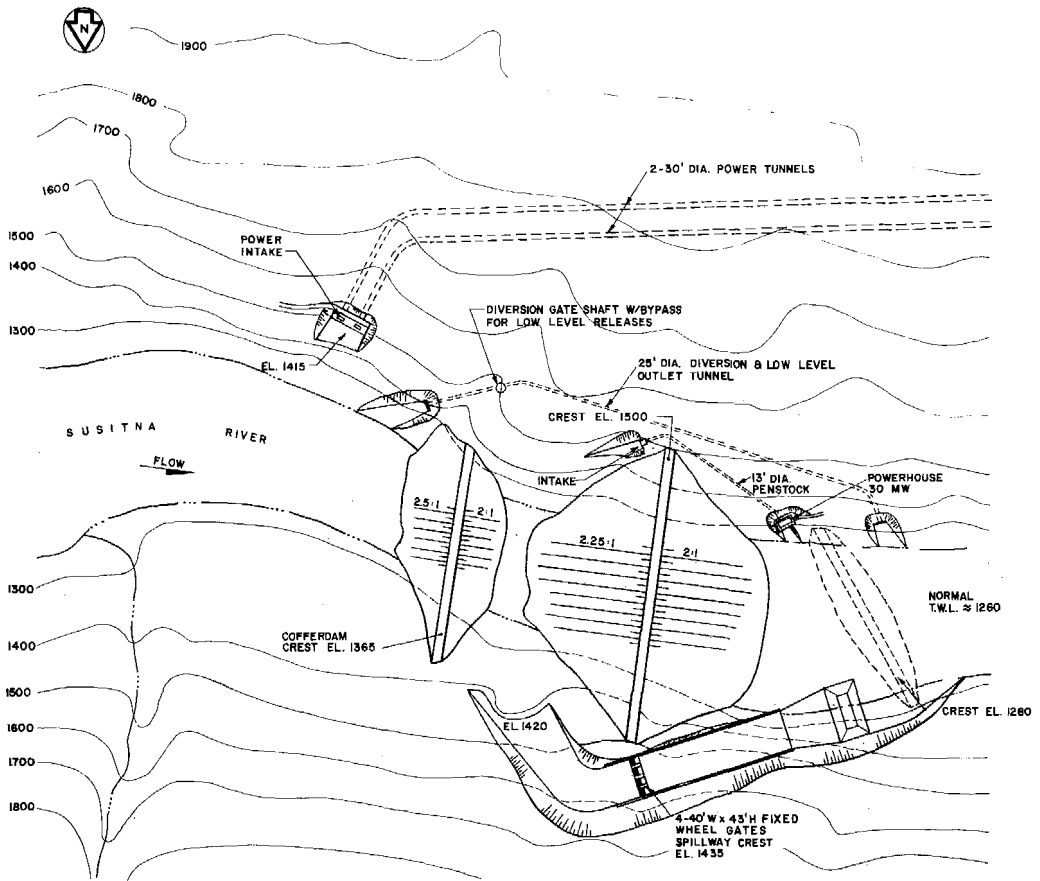 N
1900
1800
1700
1600
1500
1400
1300
2-30' DIA. POWER TUNNELS
POWER
INTAKE
EL. 1415
DIVERSION GATE SHAFT W/BYPASS
FOR LOW LEVEL RELEASES
25' DIA. DIVERSION & LOW LEVEL
OUTLET TUNNEL
CREST EL. 1500
SUSITNA RIVER
FLOW
INTAKE
13' DIA.
PENSTOCK
POWERHOUSE
30 MW
2.5:1
2:1
2.25:1
2:1
NORMAL
T.W.L. ≈ 1260
1300
1400
1500
1600
1700
1800
COFFERDAM
CREST EL. 1365
EL. 1420
CREST EL. 1280
4-40' W x 43' H FIXED
WHEEL GATES
SPILLWAY CREST
EL. 1435